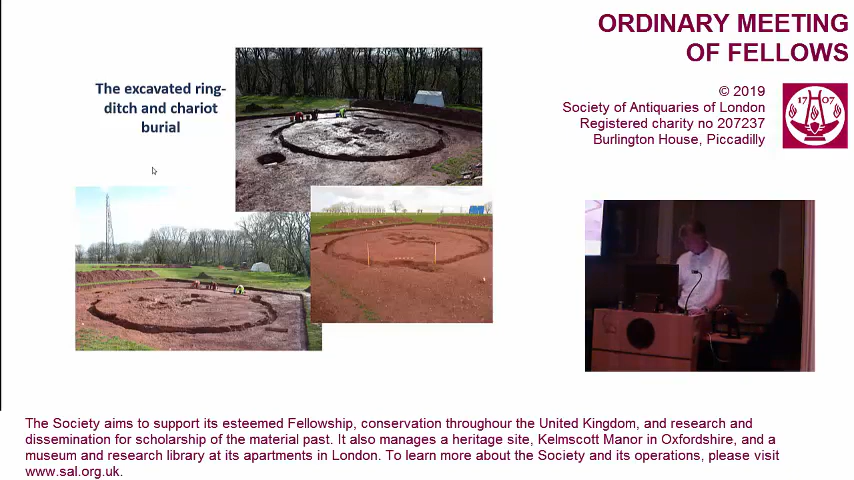 ORDINARY MEETING
OF FELLOWS
© 2019
Society of Antiquaries of London
Registered charity no 207237
Burlington House, Piccadilly
17 07
The excavated ring-
ditch and chariot
burial
The Society aims to support its esteemed Fellowship, conservation throughour the United Kingdom, and research and
dissemination for scholarship of the material past. It also manages a heritage site, Kelmscott Manor in Oxfordshire, and a
museum and research library at its apartments in London. To learn more about the Society and its operations, please visit
www.sal.org.uk.